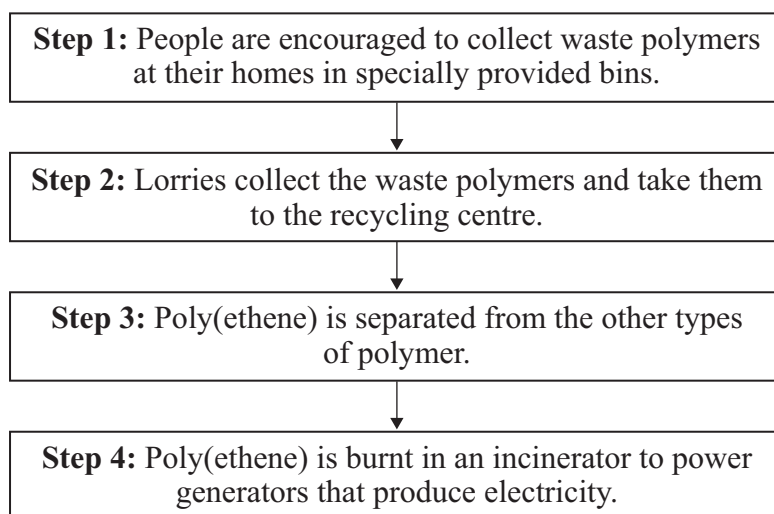 Step 1: People are encouraged to collect waste polymers
at their homes in specially provided bins.
Step 2: Lorries collect the waste polymers and take them
to the recycling centre.
Step 3: Poly(ethene) is separated from the other types
of polymer.
Step 4: Poly(ethene) is burnt in an incinerator to power
generators that produce electricity.